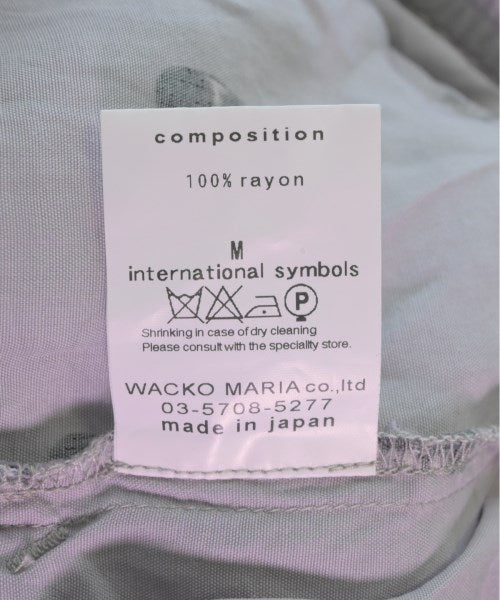 composition
100% rayon
M
international symbols
P
Shrinking in case of dry cleaning
Please consult with the speciality store.
WACKO MARIA co.,ltd
03-5708-5277
made in japan